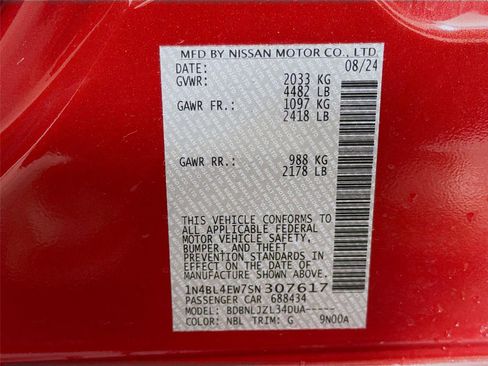 MFD BY NISSAN MOTOR CO., LTD.
DATE: 08/24
GVWR: 2033 KG
4482 LB
GAWR FR.: 1097 KG
2418 LB
GAWR RR.: 988 KG
2178 LB
THIS VEHICLE CONFORMS TO
ALL APPLICABLE FEDERAL
MOTOR VEHICLE SAFETY,
BUMPER, AND THEFT
PREVENTION STANDARDS
IN EFFECT ON THE DATE OF
MANUFACTURE SHOWN ABOVE.
1N4BL4EW7SN307617
PASSENGER CAR 688434
MODEL: BDBNLJZL34DUA-----
COLOR: NBL TRIM: G 9N00A